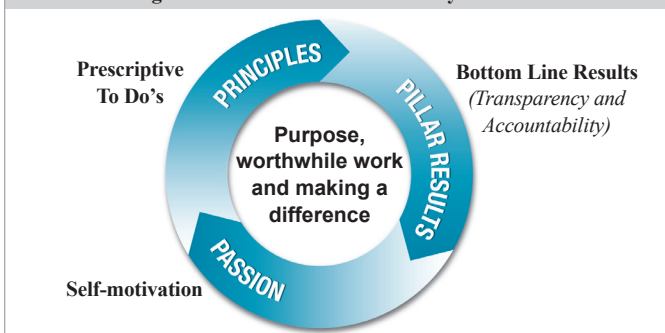 Prescriptive
To Do's
PRINCIPLES
Bottom Line Results
(Transparency and
Accountability)
PILLAR RESULTS
Purpose,
worthwhile work
and making a
difference
PASSION
Self-motivation